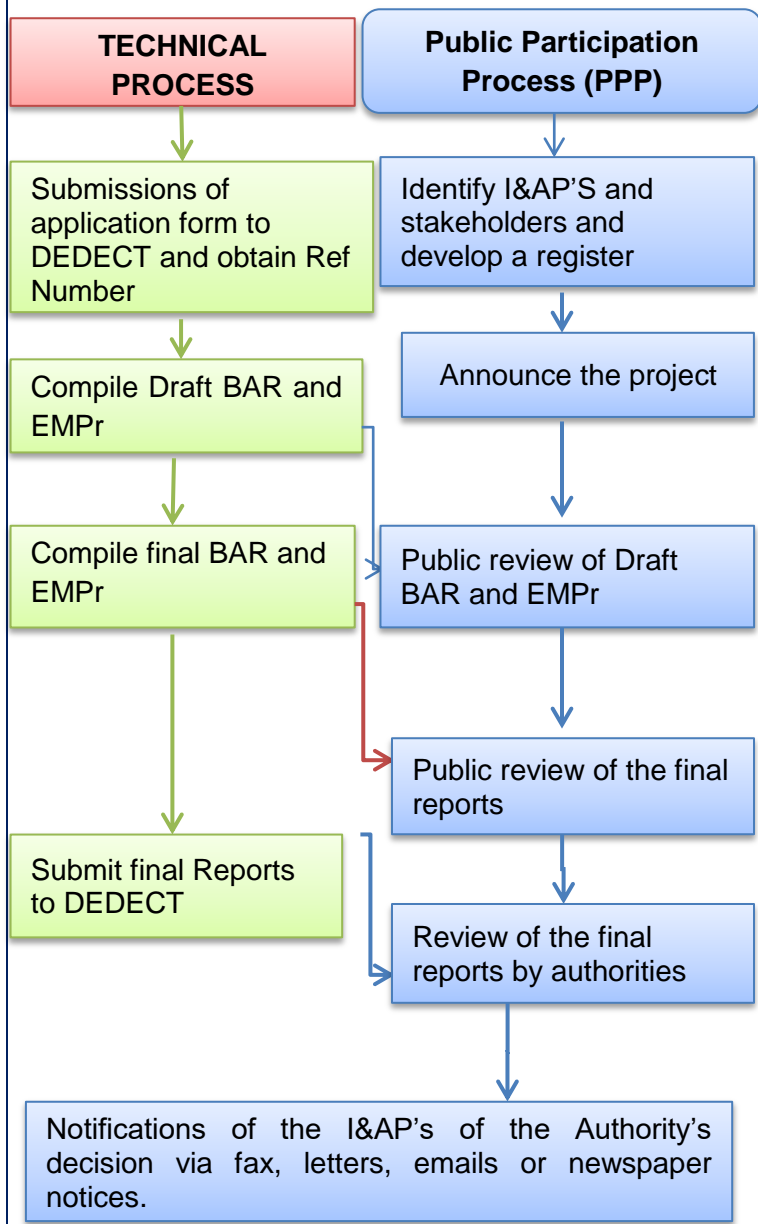 TECHNICAL
PROCESS
Public Participation
Process (PPP)
Submissions of
application form to
DEDECT and obtain Ref
Number
Identify I&AP’S and
stakeholders and
develop a register
Announce the project
Compile Draft BAR and
EMPr
Compile final BAR and
EMPr
Public review of Draft
BAR and EMPr
Public review of the final
reports
Submit final Reports
to DEDECT
Review of the final
reports by authorities
Notifications of the I&AP’s of the Authority’s
decision via fax, letters, emails or newspaper
notices.